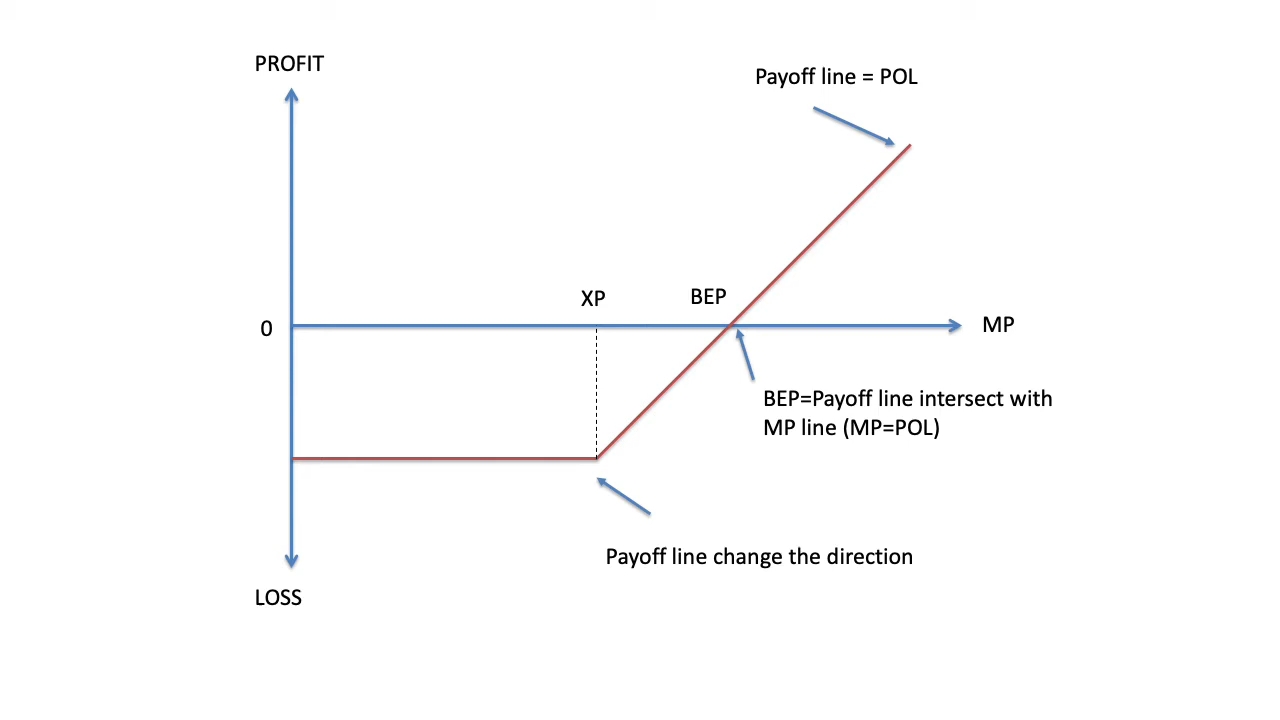 PROFIT
Payoff line = POL
XP
BEP
0
MP
BEP=Payoff line intersect with
MP line (MP=POL)
Payoff line change the direction
LOSS